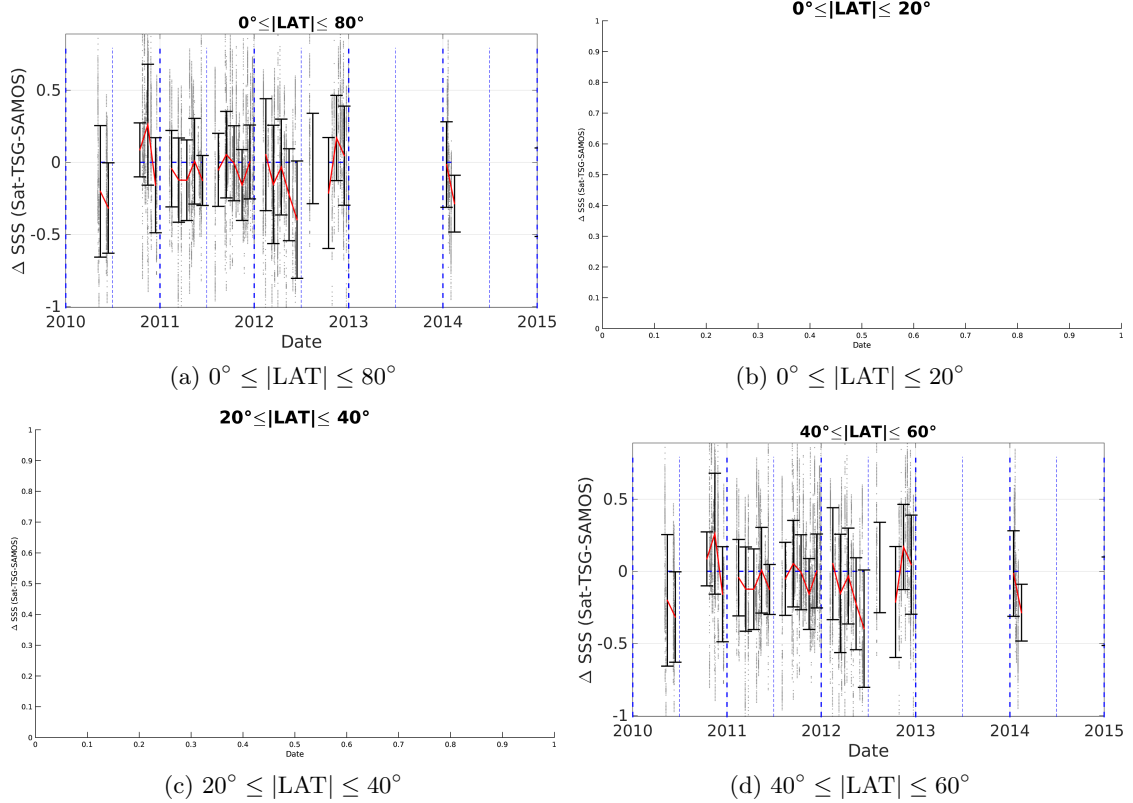 0°≤|LAT|≤ 80°
Δ SSS (Sat-TSG-SAMOS)
0.5
0
-0.5
-1
2010 2011 2012 2013 2014 2015
Date
(a) 0° ≤ |LAT| ≤ 80°
0°≤|LAT|≤ 20°
Δ SSS (Sat-TSG-SAMOS)
1
0.9
0.8
0.7
0.6
0.5
0.4
0.3
0.2
0.1
0
0 0.1 0.2 0.3 0.4 0.5 0.6 0.7 0.8 0.9 1
Date
(b) 0° ≤ |LAT| ≤ 20°
20°≤|LAT|≤ 40°
Δ SSS (Sat-TSG-SAMOS)
1
0.9
0.8
0.7
0.6
0.5
0.4
0.3
0.2
0.1
0
0 0.1 0.2 0.3 0.4 0.5 0.6 0.7 0.8 0.9 1
Date
(c) 20° ≤ |LAT| ≤ 40°
40°≤|LAT|≤ 60°
Δ SSS (Sat-TSG-SAMOS)
0.5
0
-0.5
-1
2010 2011 2012 2013 2014 2015
Date
(d) 40° ≤ |LAT| ≤ 60°